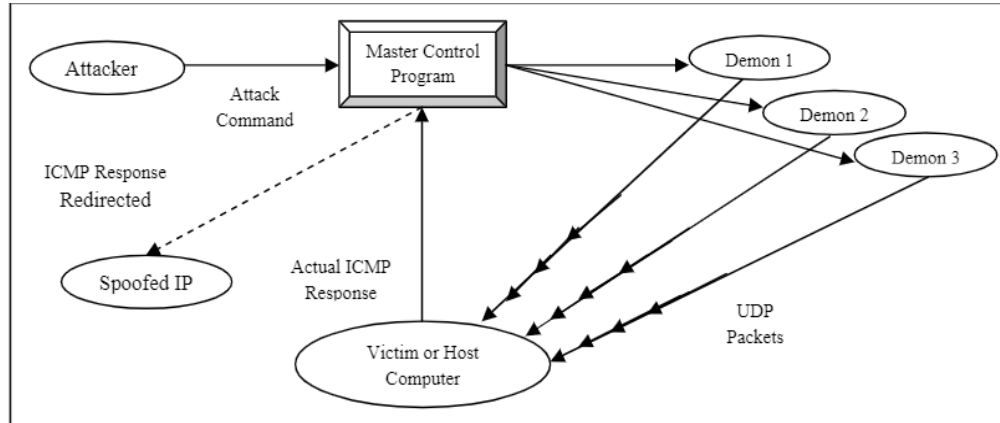 Attacker
Attack
Command
Master Control
Program
Demon 1
Demon 2
Demon 3
ICMP Response
Redirected
Spoofed IP
Actual ICMP
Response
Victim or Host
Computer
UDP
Packets